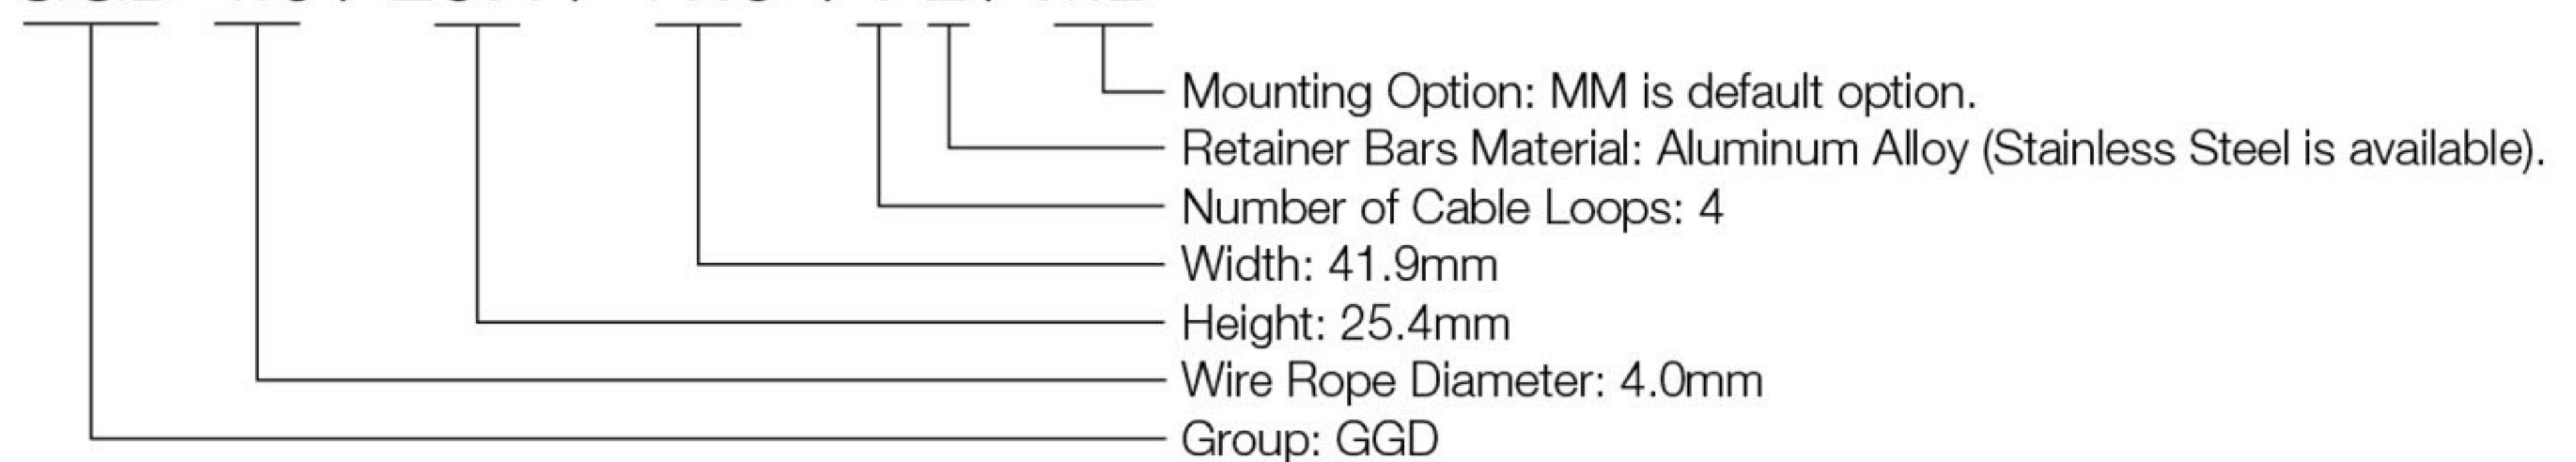 Mounting Option: MM is default option.
Retainer Bars Material: Aluminum Alloy (Stainless Steel is available).
Number of Cable Loops: 4
Width: 41.9mm
Height: 25.4mm
Wire Rope Diameter: 4.0mm
Group: GGD